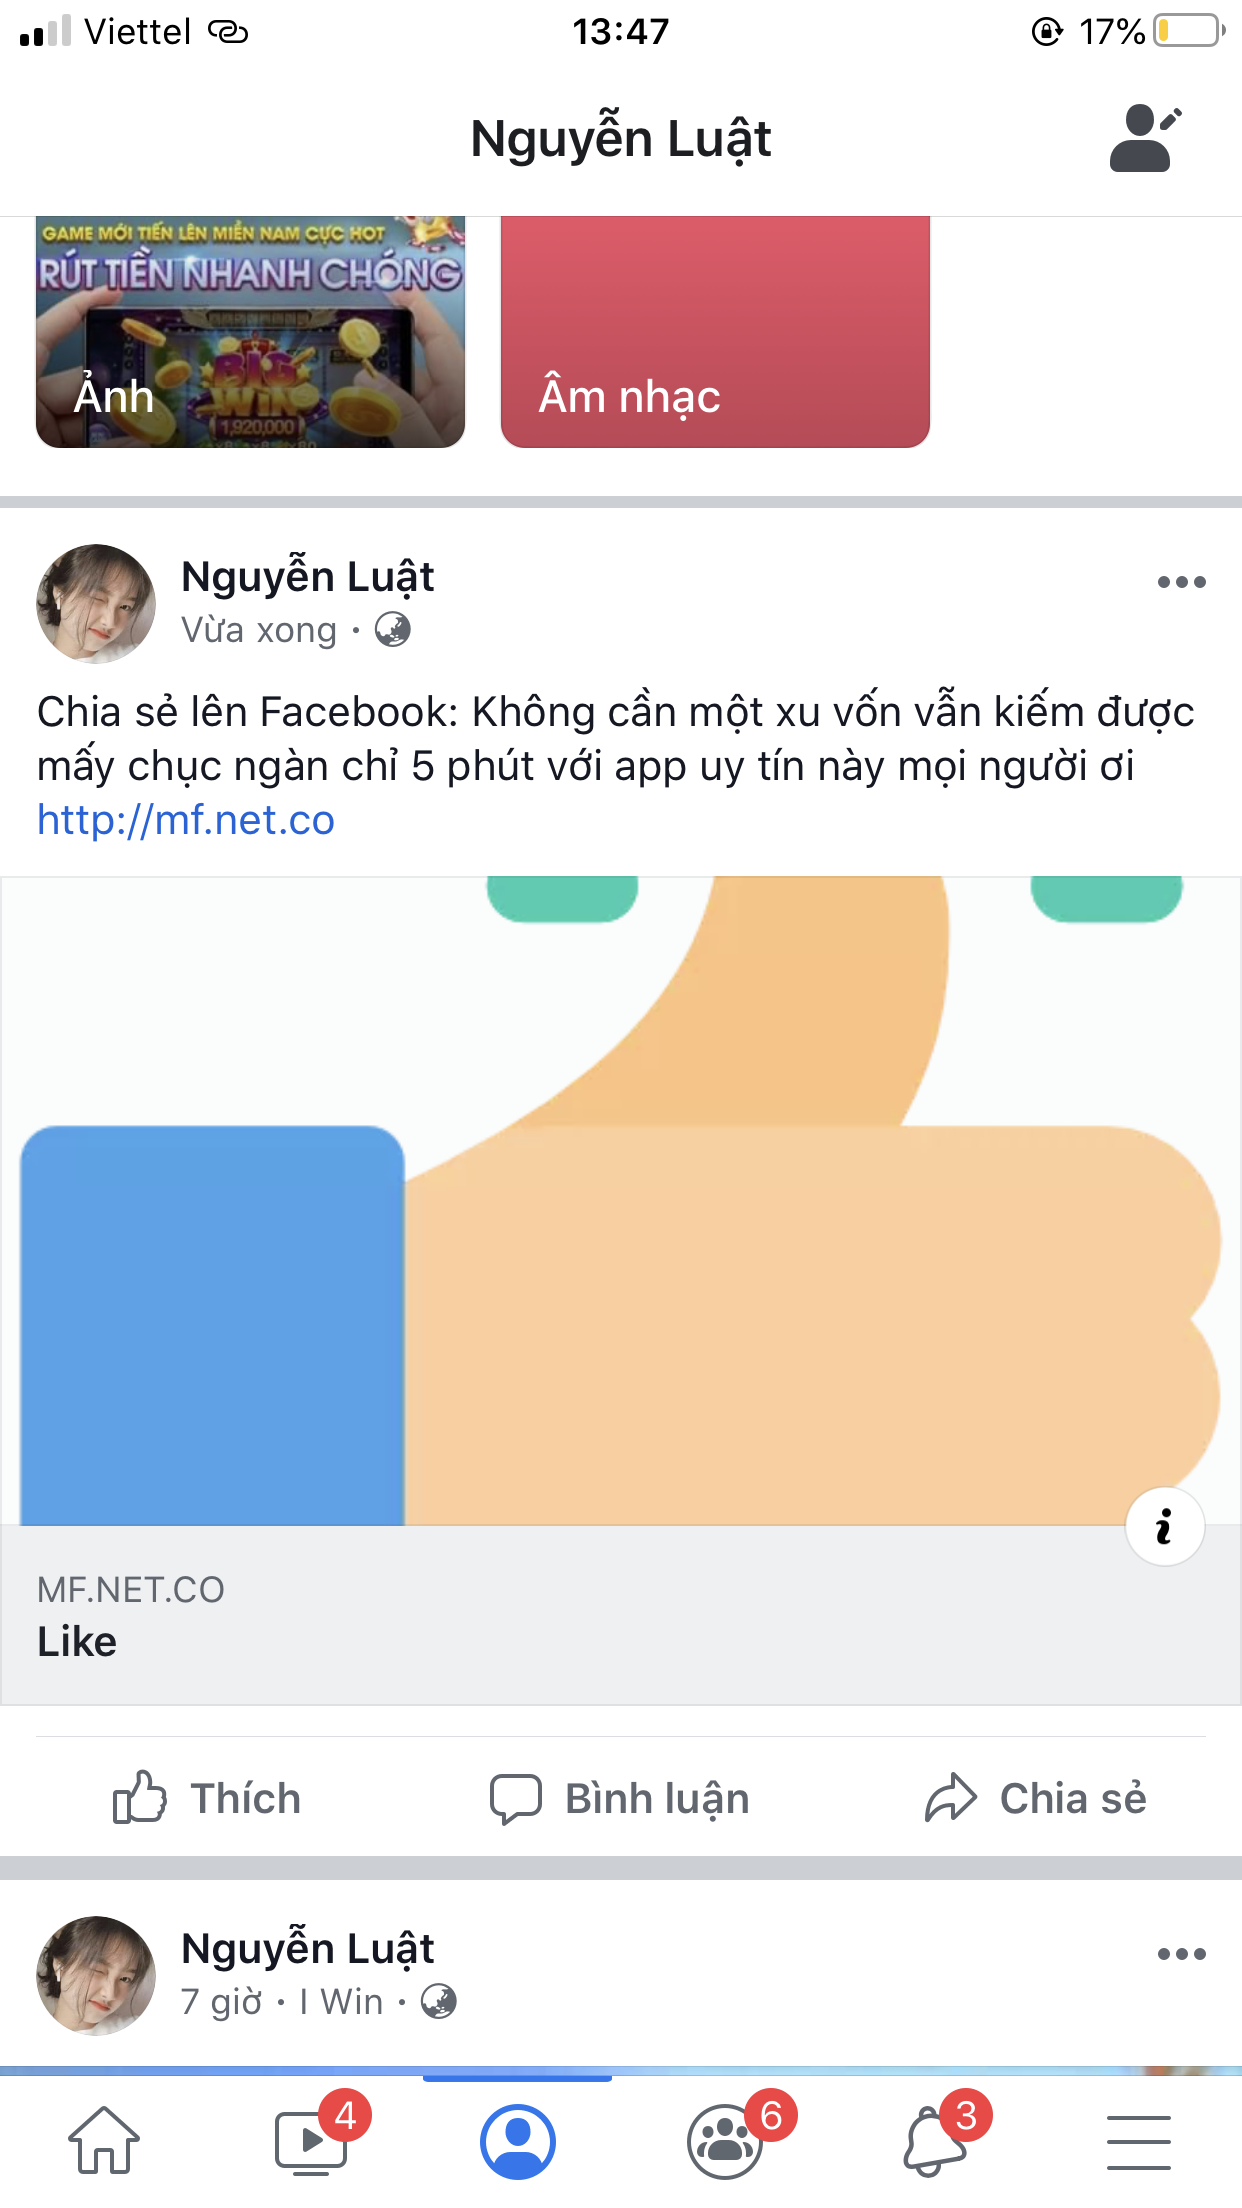 Viettel 13:47 17%
Nguyễn Luật
GAME MỚI TIẾN LÊN MIỀN NAM CỰC HOT
RÚT TIỀN NHANH CHÓNG
BIG
WIN
1,920,000
Ảnh
Âm nhạc
Nguyễn Luật
Vừa xong ·
Chia sẻ lên Facebook: Không cần một xu vốn vẫn kiếm được
mấy chục ngàn chỉ 5 phút với app uy tín này mọi người ơi
http://mf.net.co
MF.NET.CO
Like
Thích Bình luận Chia sẻ
Nguyễn Luật
7 giờ · I Win ·
4 6 3